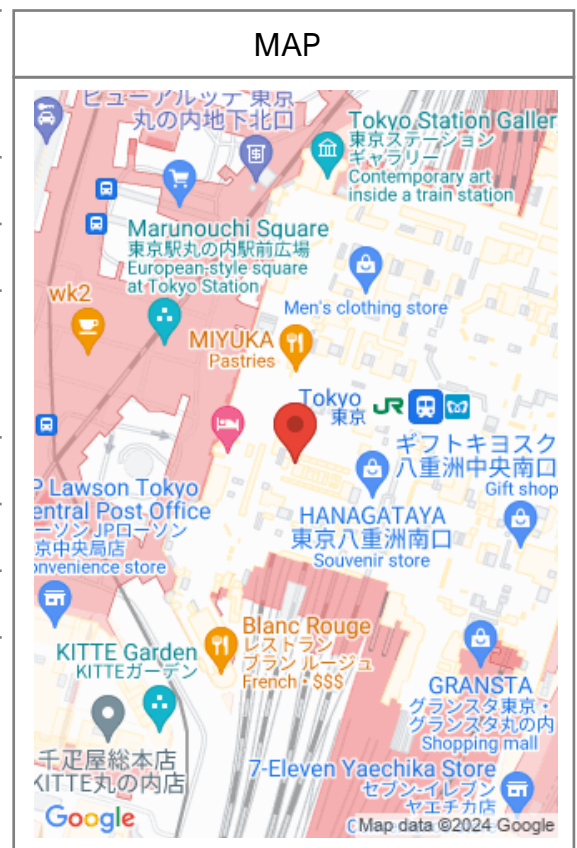 MAP
ビューアルッテ 東京
丸の内地下北口
Tokyo Station Galler
東京ステーション
ギャラリー
Contemporary art
inside a train station
Marunouchi Square
東京駅丸の内駅前広場
European-style square
at Tokyo Station
wk2
Men's clothing store
MIYUKA
Pastries
Tokyo
東京
JR
ギフトキヨスク
八重洲中央南口
Gift shop
P Lawson Tokyo
entral Post Office
ーソン JPローソン
京中央局店
onvenience store
HANAGATAYA
東京八重洲南口
Souvenir store
Blanc Rouge
レストラン
ブラン ルージュ
French・$$$
KITTE Garden
KITTEガーデン
GRANSTA
グランスタ東京・
グランスタ丸の内
Shopping mall
千疋屋総本店
KITTE丸の内店
7-Eleven Yaechika Store
セブン-イレブン
ヤエチカ店
Google
Map data ©2024 Google